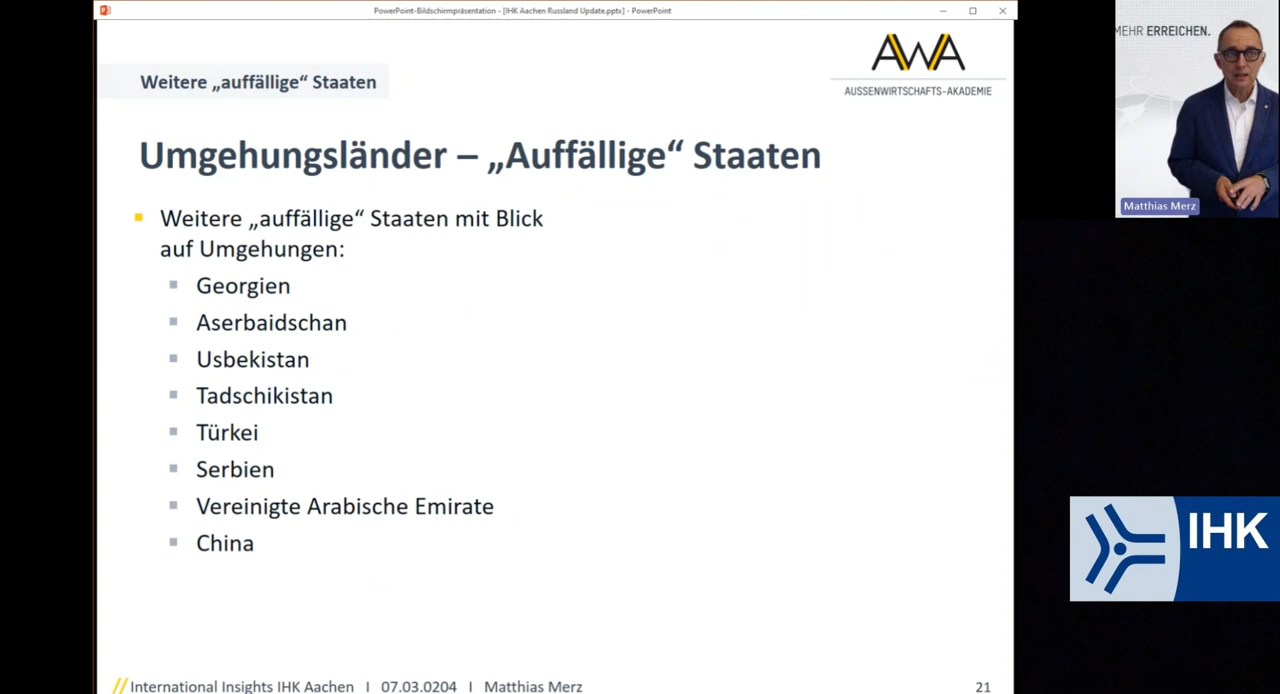 PowerPoint-Bildschirmpräsentation - [IHK Aachen Russland Update.pptx] - PowerPoint
Weitere „auffällige“ Staaten
AWA
AUSSENWIRTSCHAFTS-AKADEMIE
Umgehungsländer – „Auffällige“ Staaten
Weitere „auffällige“ Staaten mit Blick
auf Umgehungen:
Georgien
Aserbaidschan
Usbekistan
Tadschikistan
Türkei
Serbien
Vereinigte Arabische Emirate
China
// International Insights IHK Aachen | 07.03.0204 | Matthias Merz
21
MEHR ERREICHEN.
Matthias Merz
IHK